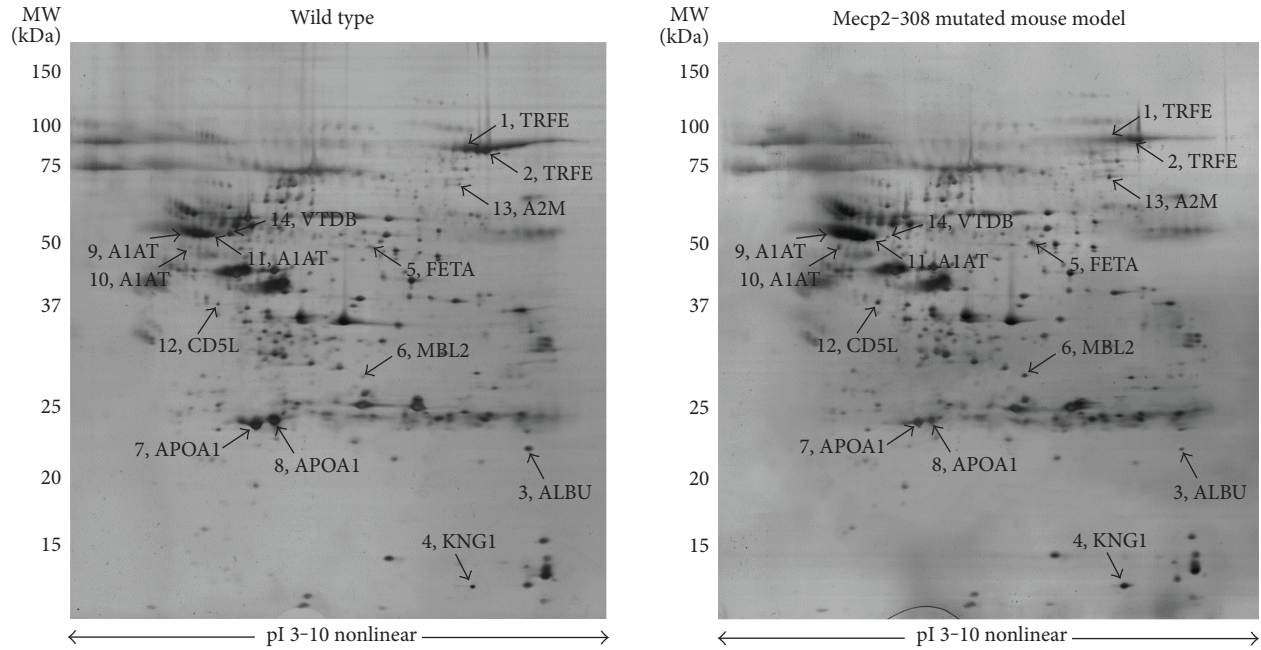 MW
(kDa)
Wild type
150
100
75
50
37
25
20
15
1, TRFE
2, TRFE
13, A2M
14, VTDB
9, A1AT
11, A1AT
10, A1AT
5, FETA
12, CD5L
6, MBL2
7, APOA1
8, APOA1
3, ALBU
4, KNG1
pI 3–10 nonlinear
MW
(kDa)
Mecp2–308 mutated mouse model
150
100
75
50
37
25
20
15
1, TRFE
2, TRFE
13, A2M
14, VTDB
9, A1AT
11, A1AT
10, A1AT
5, FETA
12, CD5L
6, MBL2
7, APOA1
8, APOA1
3, ALBU
4, KNG1
pI 3–10 nonlinear